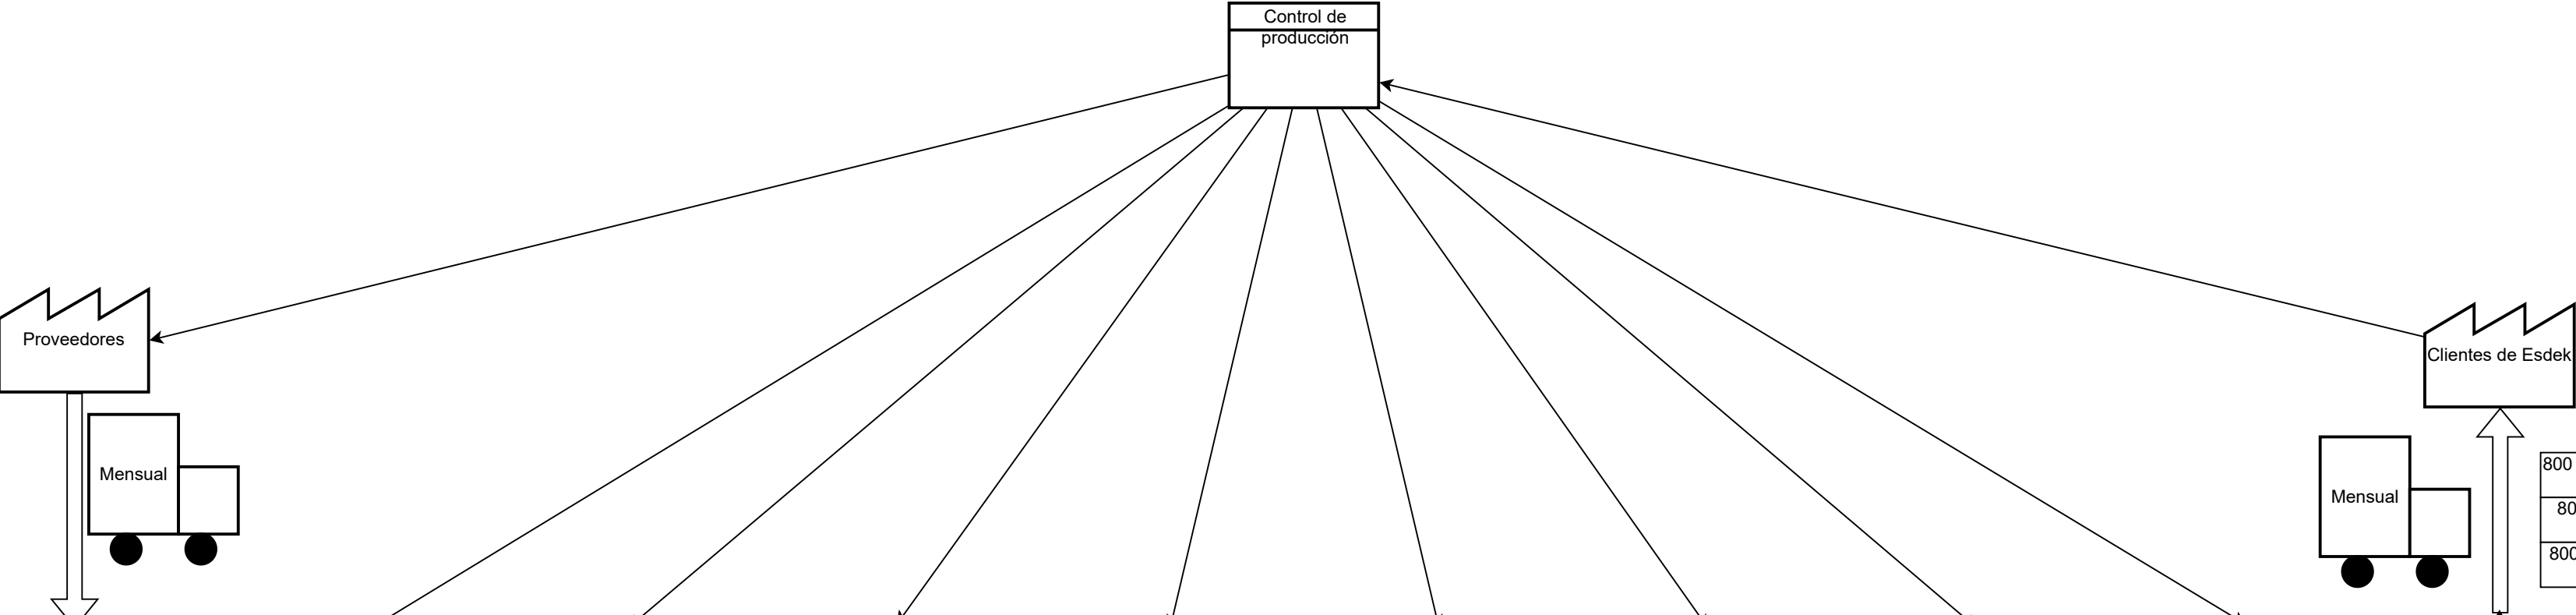 Control de
producción
Proveedores
Clientes de Esdek
Mensual
Mensual
800
80
800